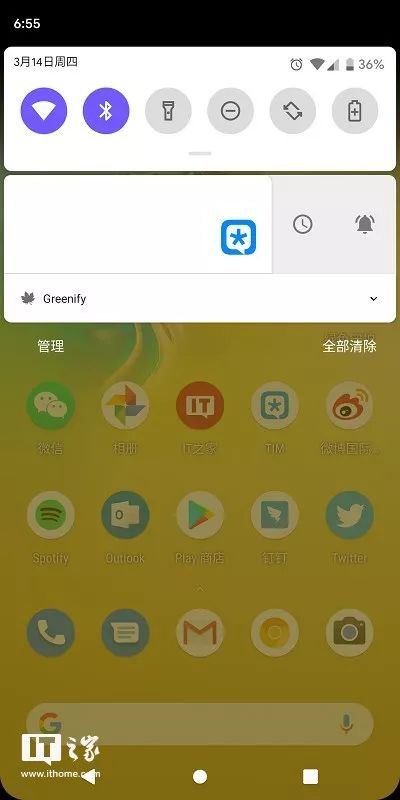 6:55
3月14日周四
36%
Greenify
管理
全部清除
微信
相册
IT之家
TIM
微博国际…
Spotify
Outlook
Play 商店
钉钉
Twitter
IT之家
www.ithome.com